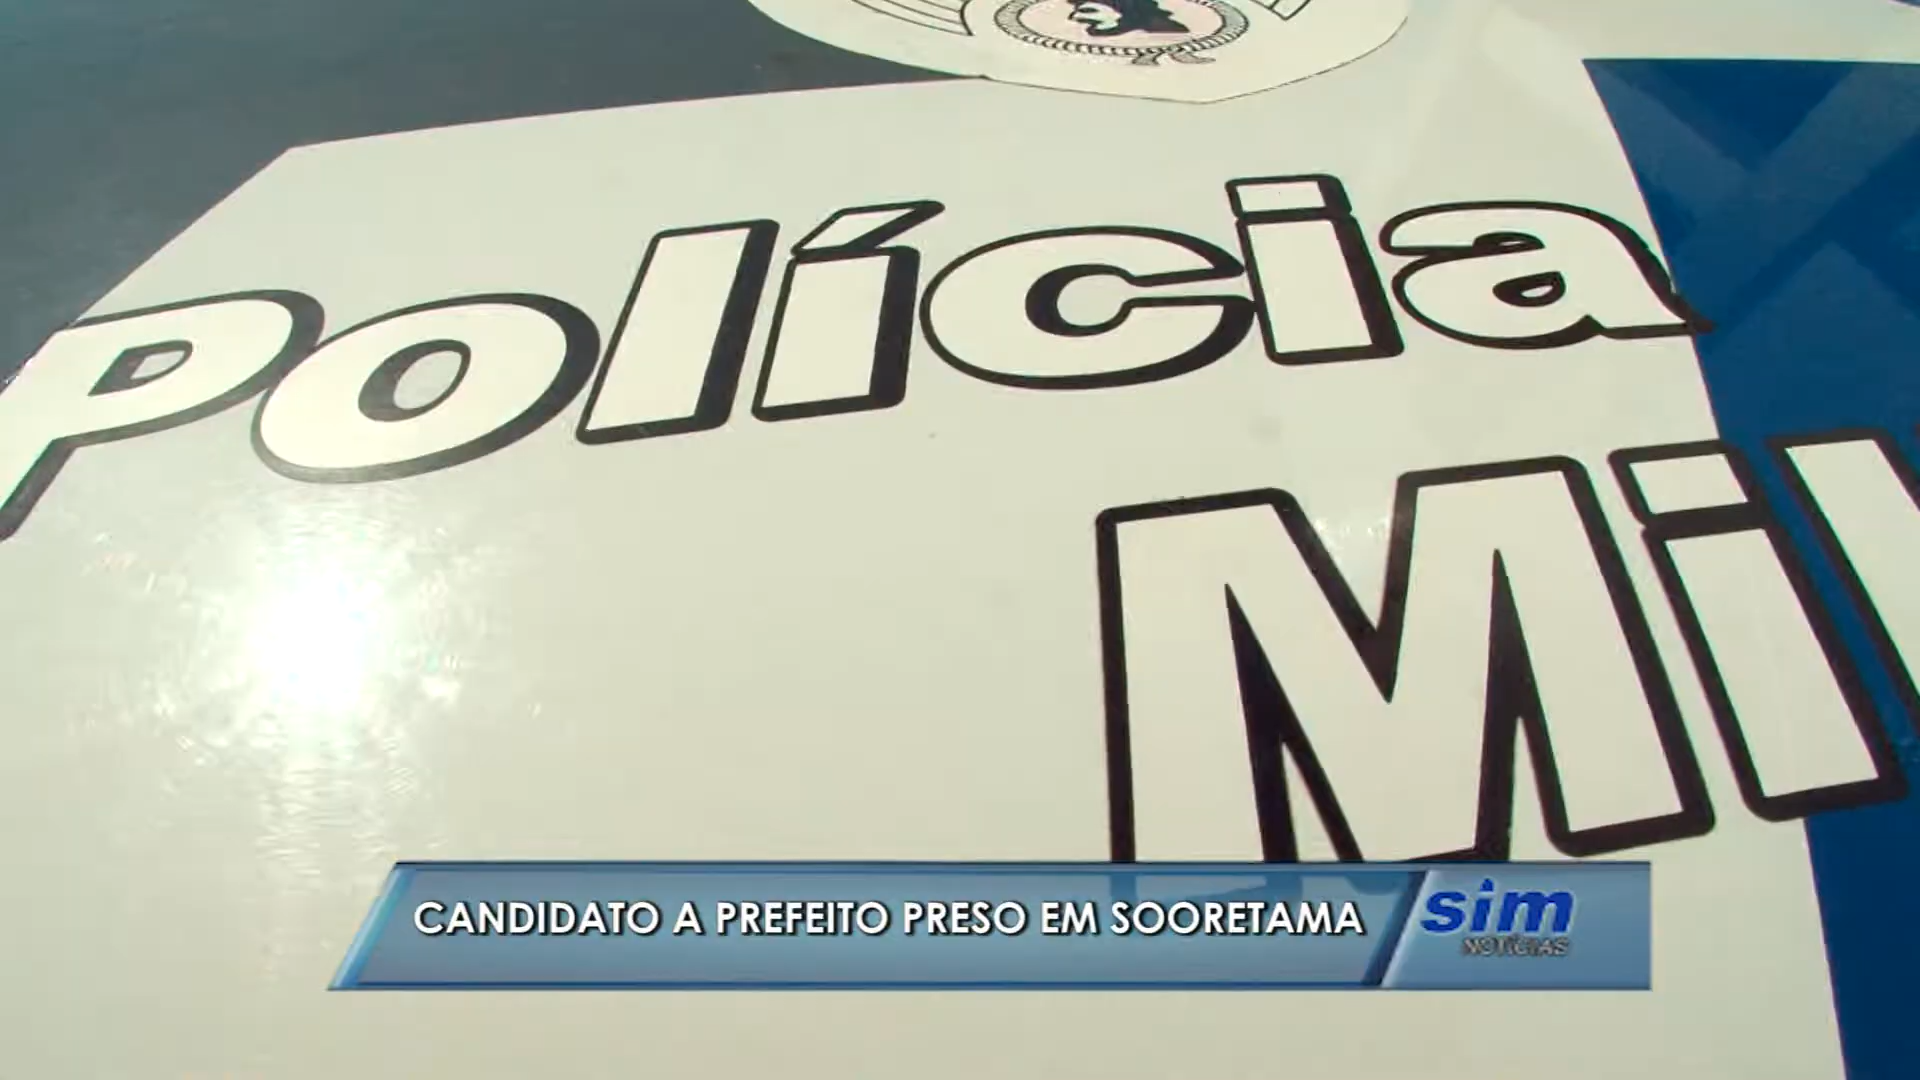 Polícia
Mil
CANDIDATO A PREFEITO PRESO EM SOORETAMA
sim
NOTÍCIAS